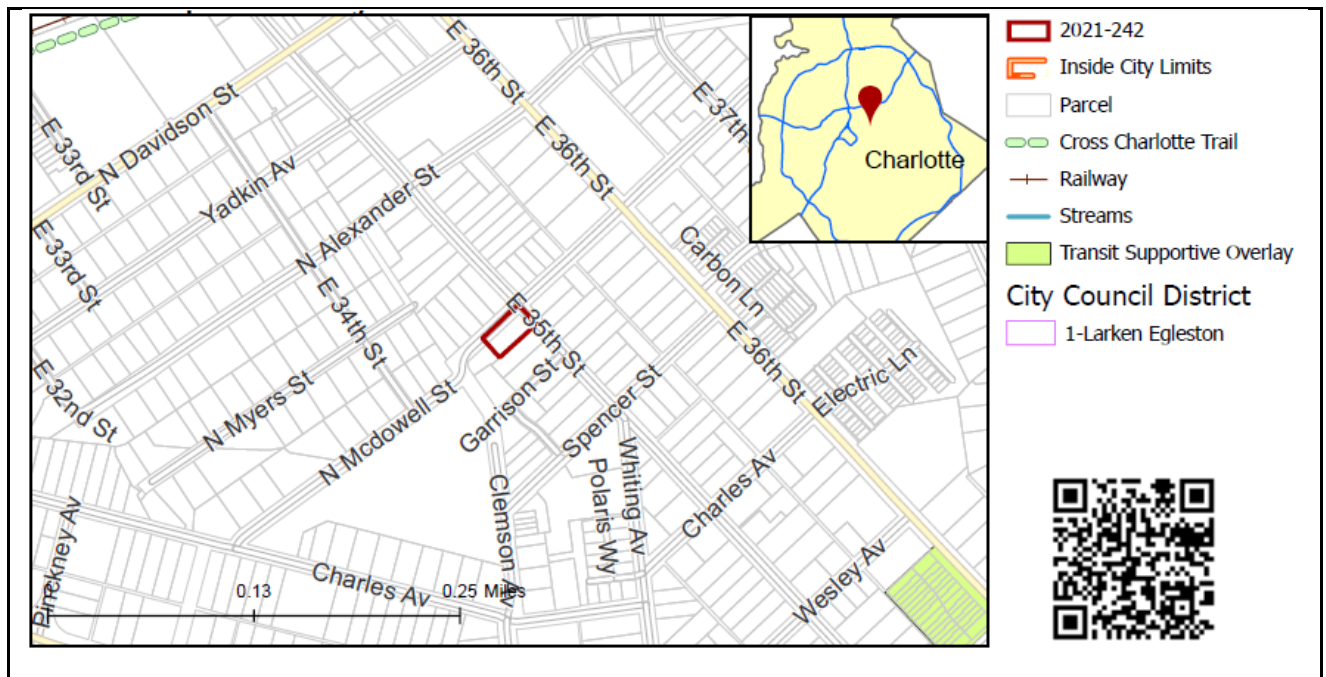 E 36th St
E 37th
N Davidson St
E 33rd St
E 36th St
Yadkin Av
N Alexander St
Charlotte
E 33rd St
E 34th St
Carbon Ln
E 35th St
E 36th St
Electric Ln
E 32nd St
N Myers St
N Mcdowell St
Garrison St
Spencer St
Whiting Av
Polaris Wy
Clemson Av
Charles Av
Pinckney Av
Charles Av
Wesley Av
0.13
0.25 Miles
2021-242
Inside City Limits
Parcel
Cross Charlotte Trail
Railway
Streams
Transit Supportive Overlay
City Council District
1-Larken Egleston